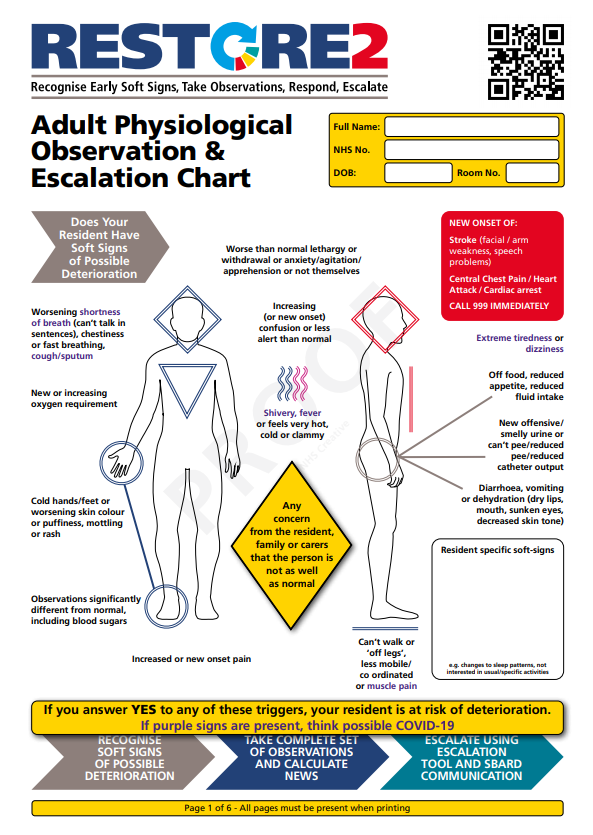 RESTORE2
Recognise Early Soft Signs, Take Observations, Respond, Escalate
Adult Physiological
Observation &
Escalation Chart
Full Name:
NHS No.
DOB:
Room No.
Does Your
Resident Have
Soft Signs
of Possible
Deterioration
Worse than normal lethargy or
withdrawal or anxiety/agitation/
apprehension or not themselves
NEW ONSET OF:
Stroke (facial / arm
weakness, speech
problems)
Central Chest Pain / Heart
Attack / Cardiac arrest
CALL 999 IMMEDIATELY
Worsening shortness
of breath (can't talk in
sentences), chestiness
or fast breathing,
cough/sputum
Increasing
(or new onset)
confusion or less
alert than normal
Extreme tiredness or
dizziness
Off food, reduced
appetite, reduced
fluid intake
New or increasing
oxygen requirement
Shivery, fever
or feels very hot,
cold or clammy
New offensive/
smelly urine or
can't pee/reduced
pee/reduced
catheter output
Diarrhoea, vomiting
or dehydration (dry lips,
mouth, sunken eyes,
decreased skin tone)
Cold hands/feet or
worsening skin colour
or puffiness, mottling
or rash
Any
concern
from the resident,
family or carers
that the person is
not as well
as normal
Resident specific soft-signs
e.g. changes to sleep patterns, not
interested in usual/specific activities
Observations significantly
different from normal,
including blood sugars
Increased or new onset pain
Can't walk or
'off legs',
less mobile/
co ordinated
or muscle pain
PROOF
If you answer YES to any of these triggers, your resident is at risk of deterioration.
If purple signs are present, think possible COVID-19
RECOGNISE
SOFT SIGNS
OF POSSIBLE
DETERIORATION
TAKE COMPLETE SET
OF OBSERVATIONS
AND CALCULATE
NEWS
ESCALATE USING
ESCALATION
TOOL AND SBARD
COMMUNICATION
Page 1 of 6 - All pages must be present when printing